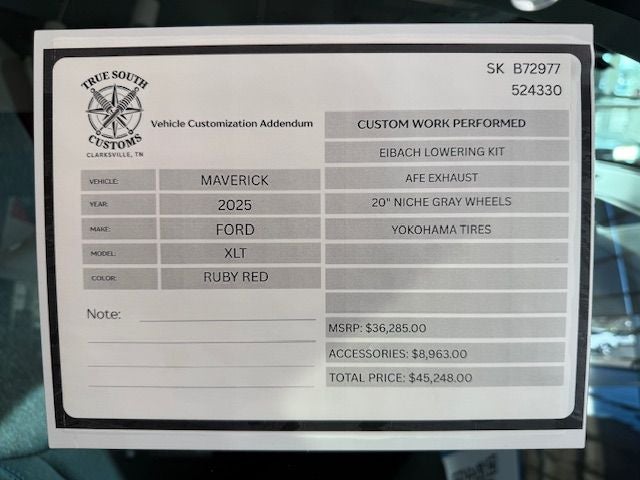 TRUE SOUTH
CUSTOMS
CLARKSVILLE, TN
Vehicle Customization Addendum
SK B72977
524330
VEHICLE: MAVERICK
YEAR: 2025
MAKE: FORD
MODEL: XLT
COLOR: RUBY RED
Note:
CUSTOM WORK PERFORMED
EIBACH LOWERING KIT
AFE EXHAUST
20" NICHE GRAY WHEELS
YOKOHAMA TIRES
MSRP: $36,285.00
ACCESSORIES: $8,963.00
TOTAL PRICE: $45,248.00